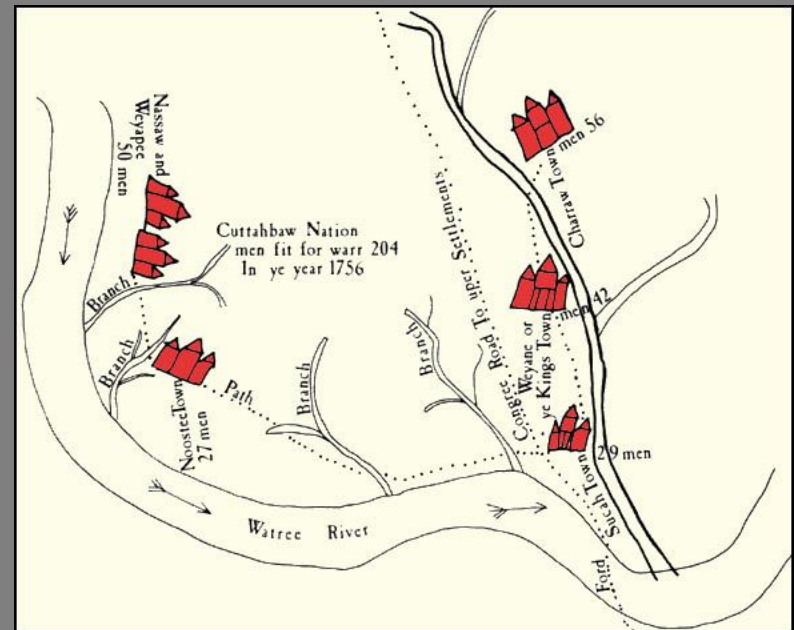 Nassaw and
Weyapee
50 men
Cuttahbaw Nation
men fit for warr 204
In ye year 1756
Branch
Branch
Noostee Town
27 men
Path
Branch
Branch
Congree Road To uper Settlements
Charraw Town
men 56
Weyane or
ye Kings Town
men 42
Sucah Town
29 men
Watree River
Ford